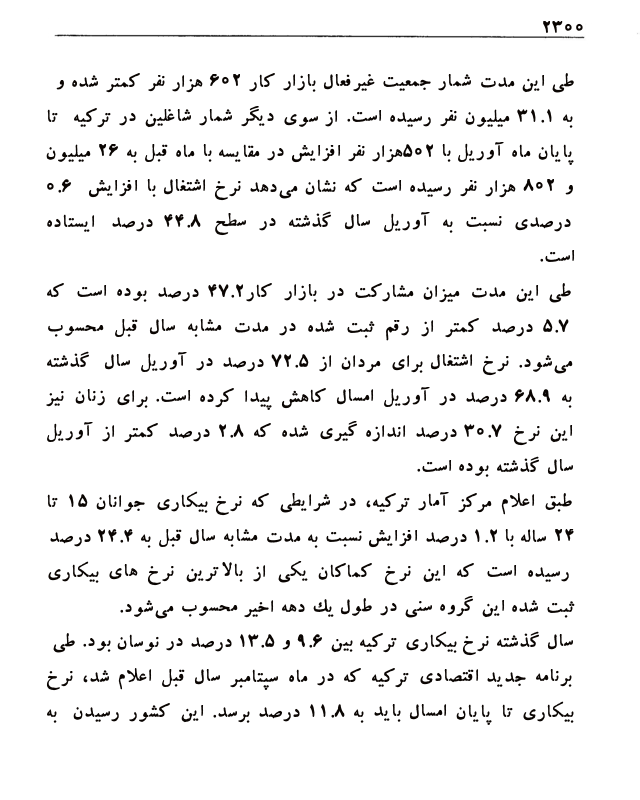 ۲۳۰۰
طی این مدت شمار جمعیت غیرفعال بازار کار ۶۰۲ هزار نفر کمتر شده و
به ۳۱.۱ میلیون نفر رسیده است. از سوی دیگر شمار شاغلین در ترکیه تا
پایان ماه آوریل با ۵۰۲هزار نفر افزایش در مقایسه با ماه قبل به ۲۶ میلیون
و ۸۰۲ هزار نفر رسیده است که نشان می‌دهد نرخ اشتغال با افزایش ۰.۶
درصدی نسبت به آوریل سال گذشته در سطح ۴۴.۸ درصد ایستاده
است.
طی این مدت میزان مشارکت در بازار کار۴۷.۲ درصد بوده است که
۵.۷ درصد کمتر از رقم ثبت شده در مدت مشابه سال قبل محسوب
می‌شود. نرخ اشتغال برای مردان از ۷۲.۵ درصد در آوریل سال گذشته
به ۶۸.۹ درصد در آوریل امسال کاهش پیدا کرده است. برای زنان نیز
این نرخ ۳۰.۷ درصد اندازه گیری شده که ۲.۸ درصد کمتر از آوریل
سال گذشته بوده است.
طبق اعلام مرکز آمار ترکیه، در شرایطی که نرخ بیکاری جوانان ۱۵ تا
۲۴ ساله با ۱.۲ درصد افزایش نسبت به مدت مشابه سال قبل به ۲۴.۴ درصد
رسیده است که این نرخ کماکان یکی از بالاترین نرخ های بیکاری
ثبت شده این گروه سنی در طول یك دهه اخیر محسوب می‌شود.
سال گذشته نرخ بیکاری ترکیه بین ۹.۶ و ۱۳.۵ درصد در نوسان بود. طی
برنامه جدید اقتصادی ترکیه که در ماه سپتامبر سال قبل اعلام شد، نرخ
بیکاری تا پایان امسال باید به ۱۱.۸ درصد برسد. این کشور رسیدن به